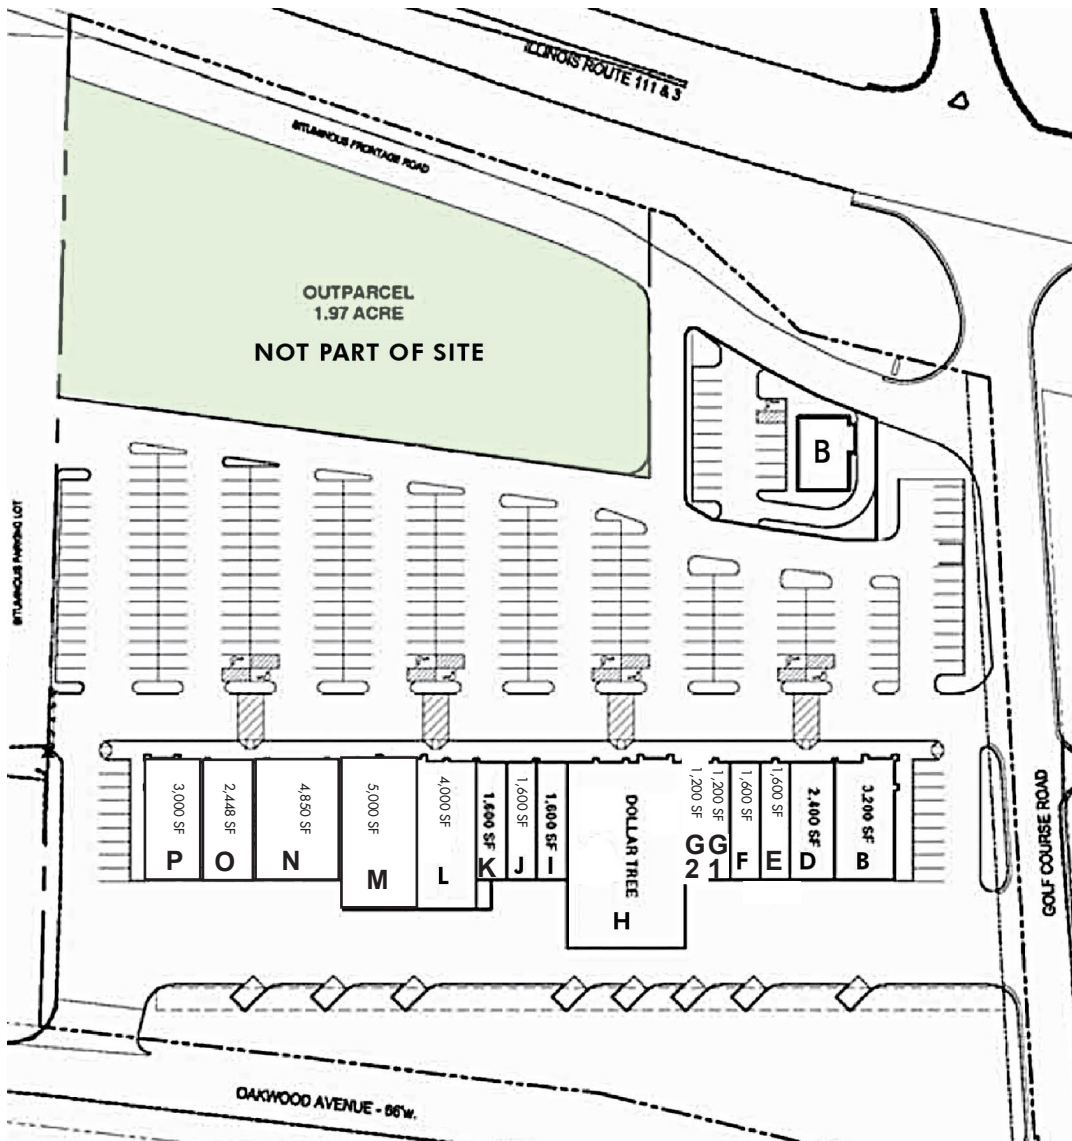 ILLINOIS ROUTE 111 & 3
BITUMINOUS FRONTAGE ROAD
OUTPARCEL
1.97 ACRE
NOT PART OF SITE
B
BITUMINOUS PARKING LOT
3,0000 SF
P
2,448 SF
O
4,850 SF
N
5,000 SF
M
4,000 SF
L
1,600 SF
K
1,600 SF
J
1,600 SF
I
DOLLAR TREE
H
1,200 SF
G
2
1,200 SF
G
1
1,600 SF
F
1,600 SF
E
2,400 SF
D
3,200 SF
B
GOLF COURSE ROAD
OAKWOOD AVENUE - 66'w.